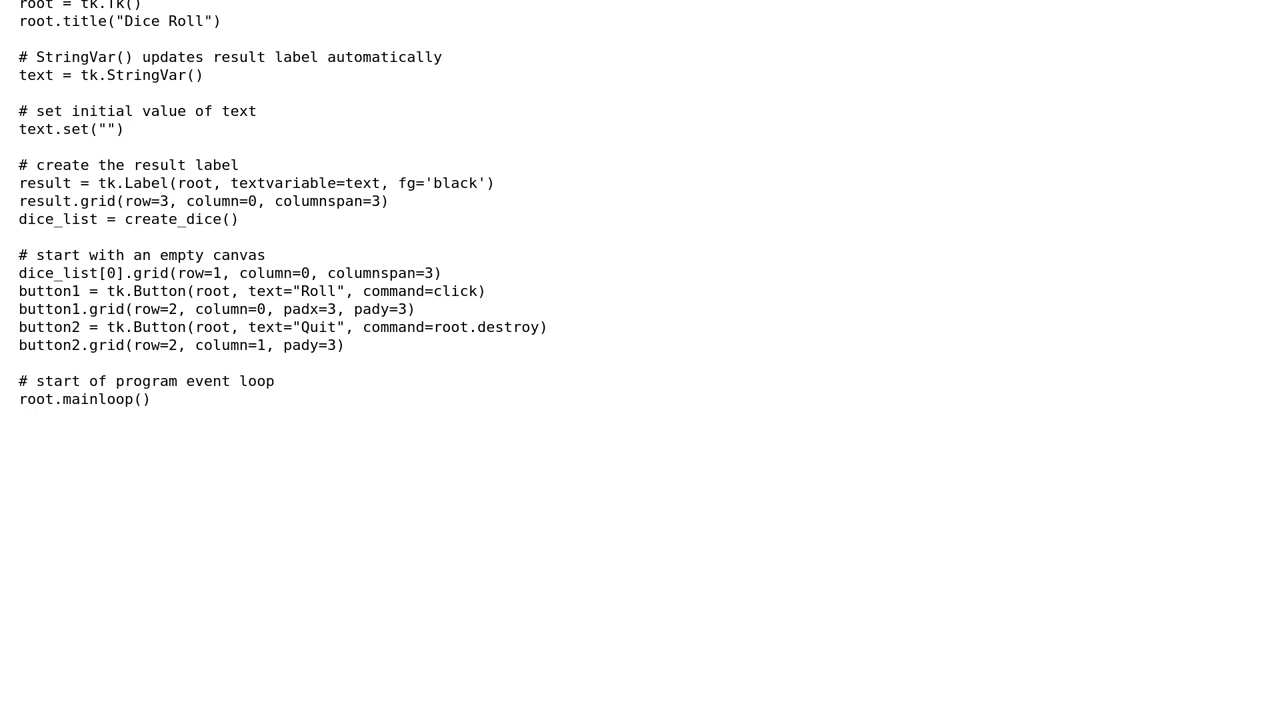 root = tk.Tk()
root.title("Dice Roll")

# StringVar() updates result label automatically
text = tk.StringVar()

# set initial value of text
text.set("")

# create the result label
result = tk.Label(root, textvariable=text, fg='black')
result.grid(row=3, column=0, columnspan=3)
dice_list = create_dice()

# start with an empty canvas
dice_list[0].grid(row=1, column=0, columnspan=3)
button1 = tk.Button(root, text="Roll", command=click)
button1.grid(row=2, column=0, padx=3, pady=3)
button2 = tk.Button(root, text="Quit", command=root.destroy)
button2.grid(row=2, column=1, pady=3)

# start of program event loop
root.mainloop()